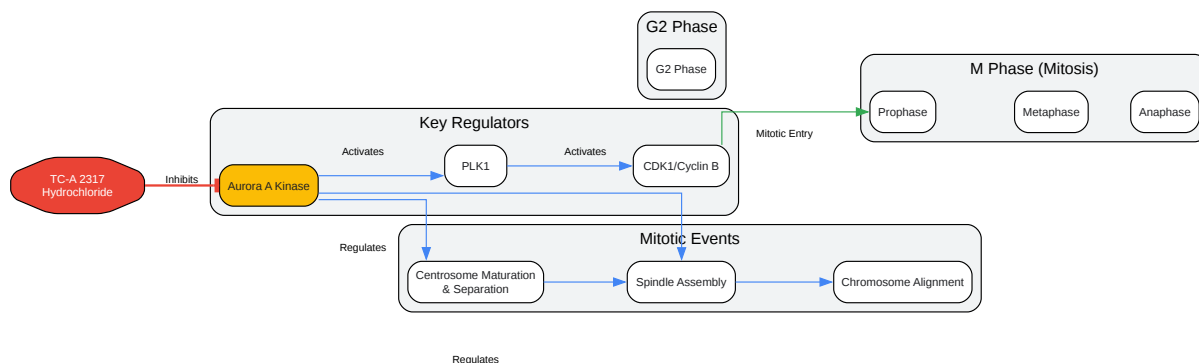 G2 Phase
G2 Phase
M Phase (Mitosis)
Prophase
Metaphase
Anaphase
Mitotic Entry
Key Regulators
Activates
PLK1
Activates
CDK1/Cyclin B
TC-A 2317
Hydrochloride
Inhibits
Aurora A Kinase
Regulates
Mitotic Events
Centrosome Maturation
& Separation
Spindle Assembly
Chromosome Alignment
Regulates